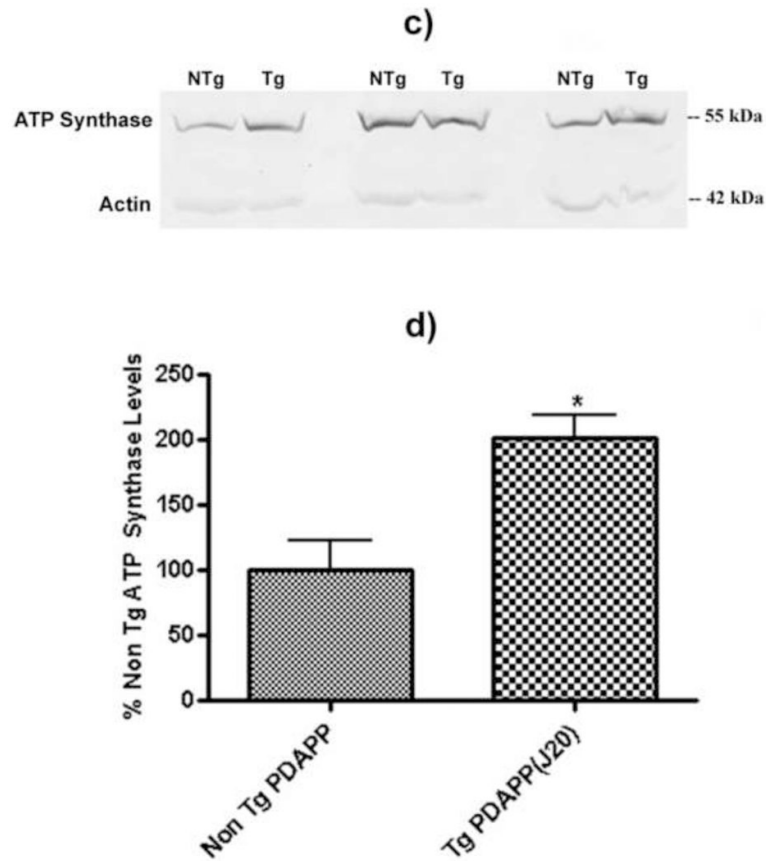 c)
NTg Tg NTg Tg NTg Tg
ATP Synthase -- 55 kDa
Actin -- 42 kDa
d)
% Non Tg ATP Synthase Levels
250
200
150
100
50
0
*
Non Tg PDAPP
Tg PDAPP(J20)